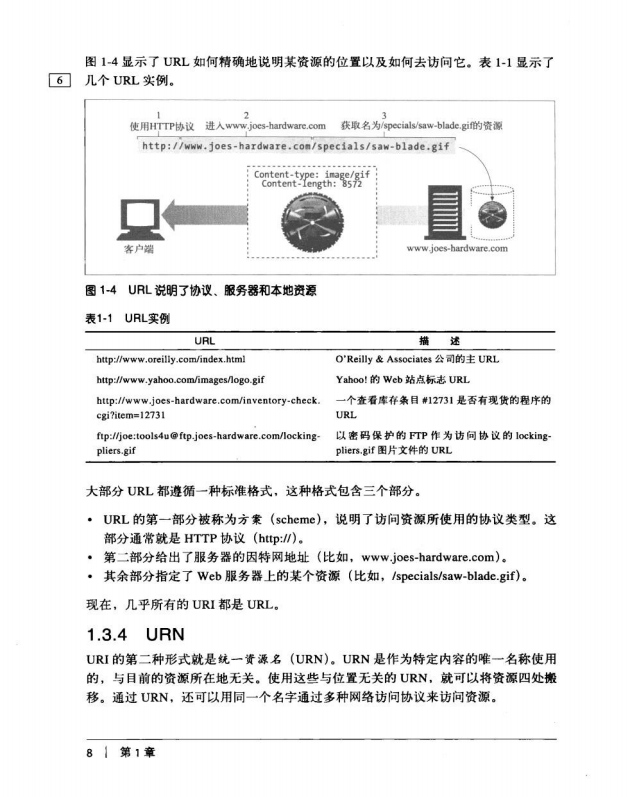 图 1-4 显示了 URL 如何精确地说明某资源的位置以及如何去访问它。表 1-1 显示了
6
几个 URL 实例。
1 2 3
使用HTTP协议 进入www.joes-hardware.com 获取名为/specials/saw-blade.gif的资源
http://www.joes-hardware.com/specials/saw-blade.gif
Content-type: image/gif
Content-length: 8572
客户端
www.joes-hardware.com
图 1-4 URL 说明了协议、服务器和本地资源
表1-1 URL实例
URL 描 述
http://www.oreilly.com/index.html O'Reilly & Associates 公司的主 URL
http://www.yahoo.com/images/logo.gif Yahoo! 的 Web 站点标志 URL
http://www.joes-hardware.com/inventory-check. 一个查看库存条目 #12731 是否有现货的程序的
cgi?item=12731 URL
ftp://joe:tools4u@ftp.joes-hardware.com/locking- 以密码保护的 FTP 作为访问协议的 locking-
pliers.gif pliers.gif 图片文件的 URL
大部分 URL 都遵循一种标准格式，这种格式包含三个部分。
• URL 的第一部分被称为方案（scheme），说明了访问资源所使用的协议类型。这
部分通常就是 HTTP 协议（http://）。
• 第二部分给出了服务器的因特网地址（比如，www.joes-hardware.com）。
• 其余部分指定了 Web 服务器上的某个资源（比如，/specials/saw-blade.gif）。
现在，几乎所有的 URI 都是 URL。
1.3.4 URN
URI 的第二种形式就是统一资源名（URN）。URN 是作为特定内容的唯一名称使用
的，与目前的资源所在地无关。使用这些与位置无关的 URN，就可以将资源四处搬
移。通过 URN，还可以用同一个名字通过多种网络访问协议来访问资源。
8 | 第 1 章